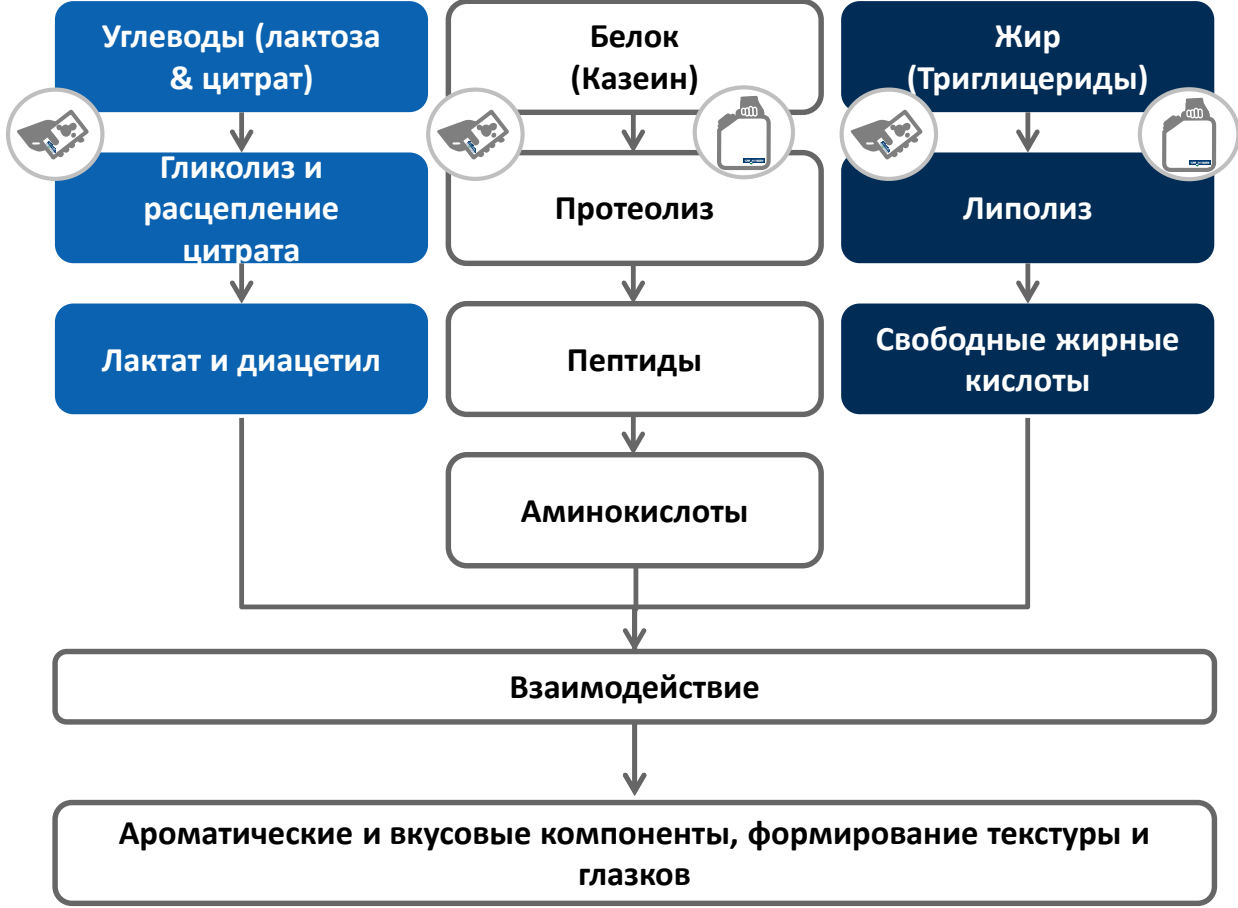 Углеводы (лактоза
& цитрат)
Белок
(Казеин)
Жир
(Триглицериды)
Гликолиз и
расцепление
цитрата
Протеолиз
Липолиз
Лактат и диацетил
Пептиды
Свободные жирные
кислоты
Аминокислоты
Взаимодействие
Ароматические и вкусовые компоненты, формирование текстуры и
глазков